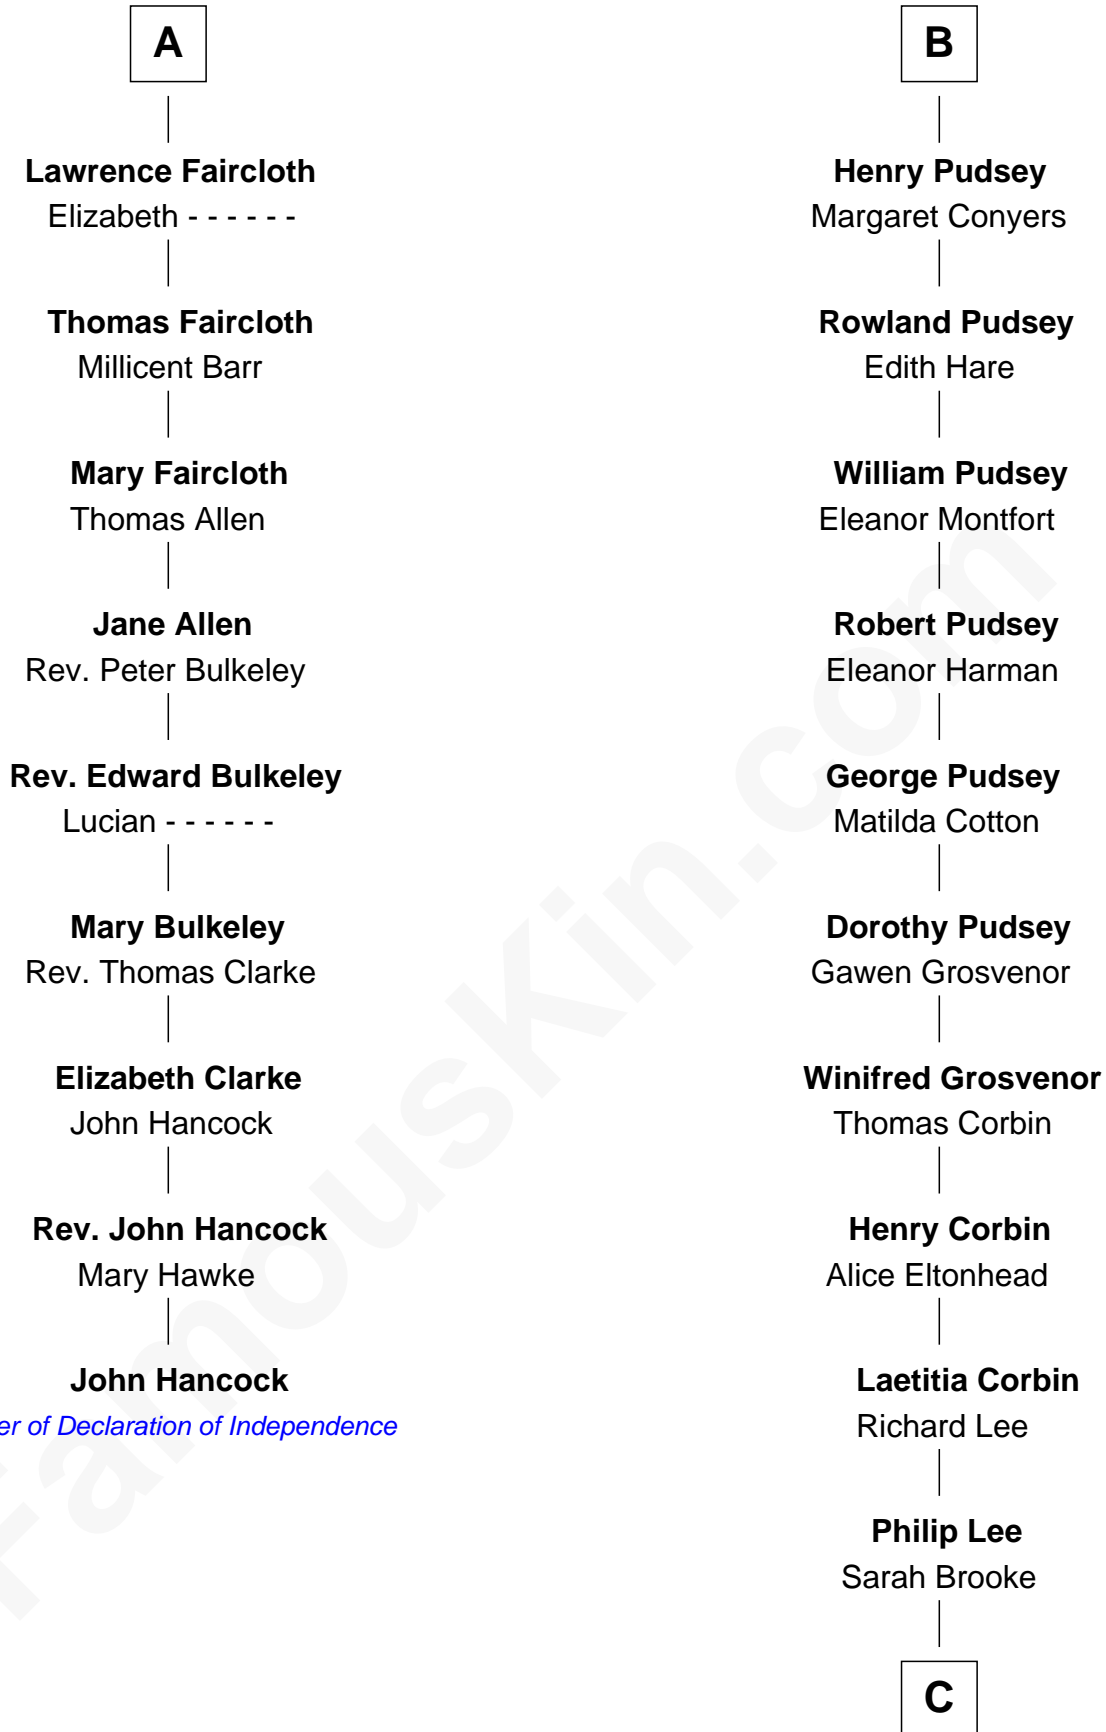 A
Lawrence Faircloth
Elizabeth - - - - - -
Thomas Faircloth
Millicent Barr
Mary Faircloth
Thomas Allen
Jane Allen
Rev. Peter Bulkeley
Rev. Edward Bulkeley
Lucian - - - - - -
Mary Bulkeley
Rev. Thomas Clarke
Elizabeth Clarke
John Hancock
Rev. John Hancock
Mary Hawke
John Hancock
er of Declaration of Independence
B
Henry Pudsey
Margaret Conyers
Rowland Pudsey
Edith Hare
William Pudsey
Eleanor Montfort
Robert Pudsey
Eleanor Harman
George Pudsey
Matilda Cotton
Dorothy Pudsey
Gawen Grosvenor
Winifred Grosvenor
Thomas Corbin
Henry Corbin
Alice Eltonhead
Laetitia Corbin
Richard Lee
Philip Lee
Sarah Brooke
C
FamousKin.com